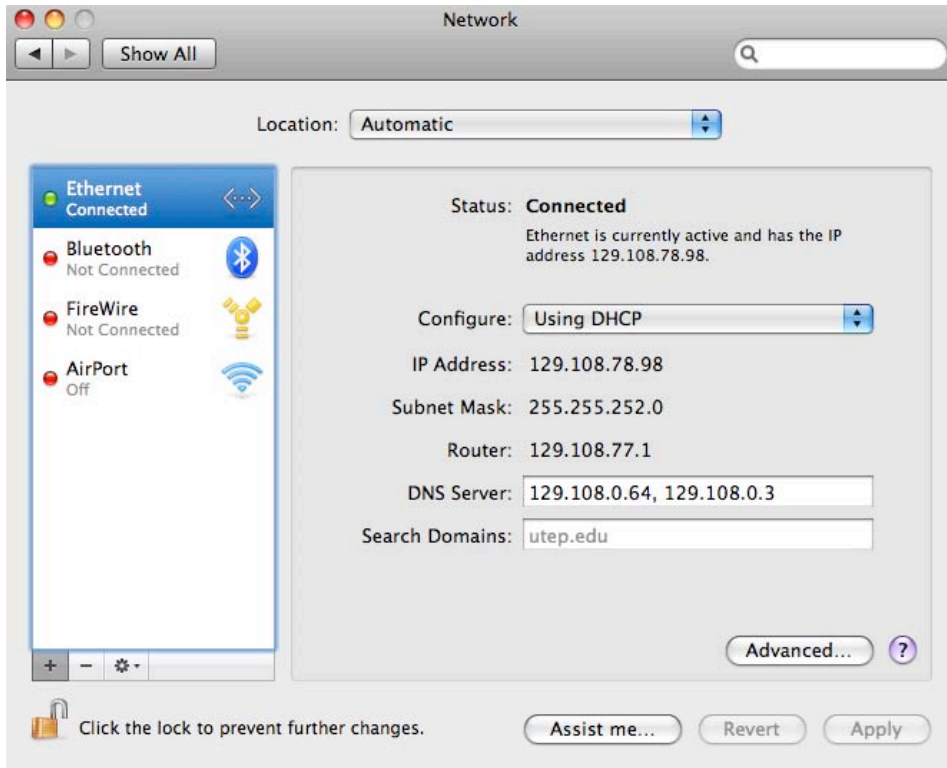 Network
Show All
Location: Automatic
Ethernet
Connected
Bluetooth
Not Connected
FireWire
Not Connected
AirPort
Off
Status: Connected
Ethernet is currently active and has the IP
address 129.108.78.98.
Configure: Using DHCP
IP Address: 129.108.78.98
Subnet Mask: 255.255.252.0
Router: 129.108.77.1
DNS Server: 129.108.0.64, 129.108.0.3
Search Domains: utep.edu
Advanced... ?
+ −
Click the lock to prevent further changes.
Assist me... Revert Apply